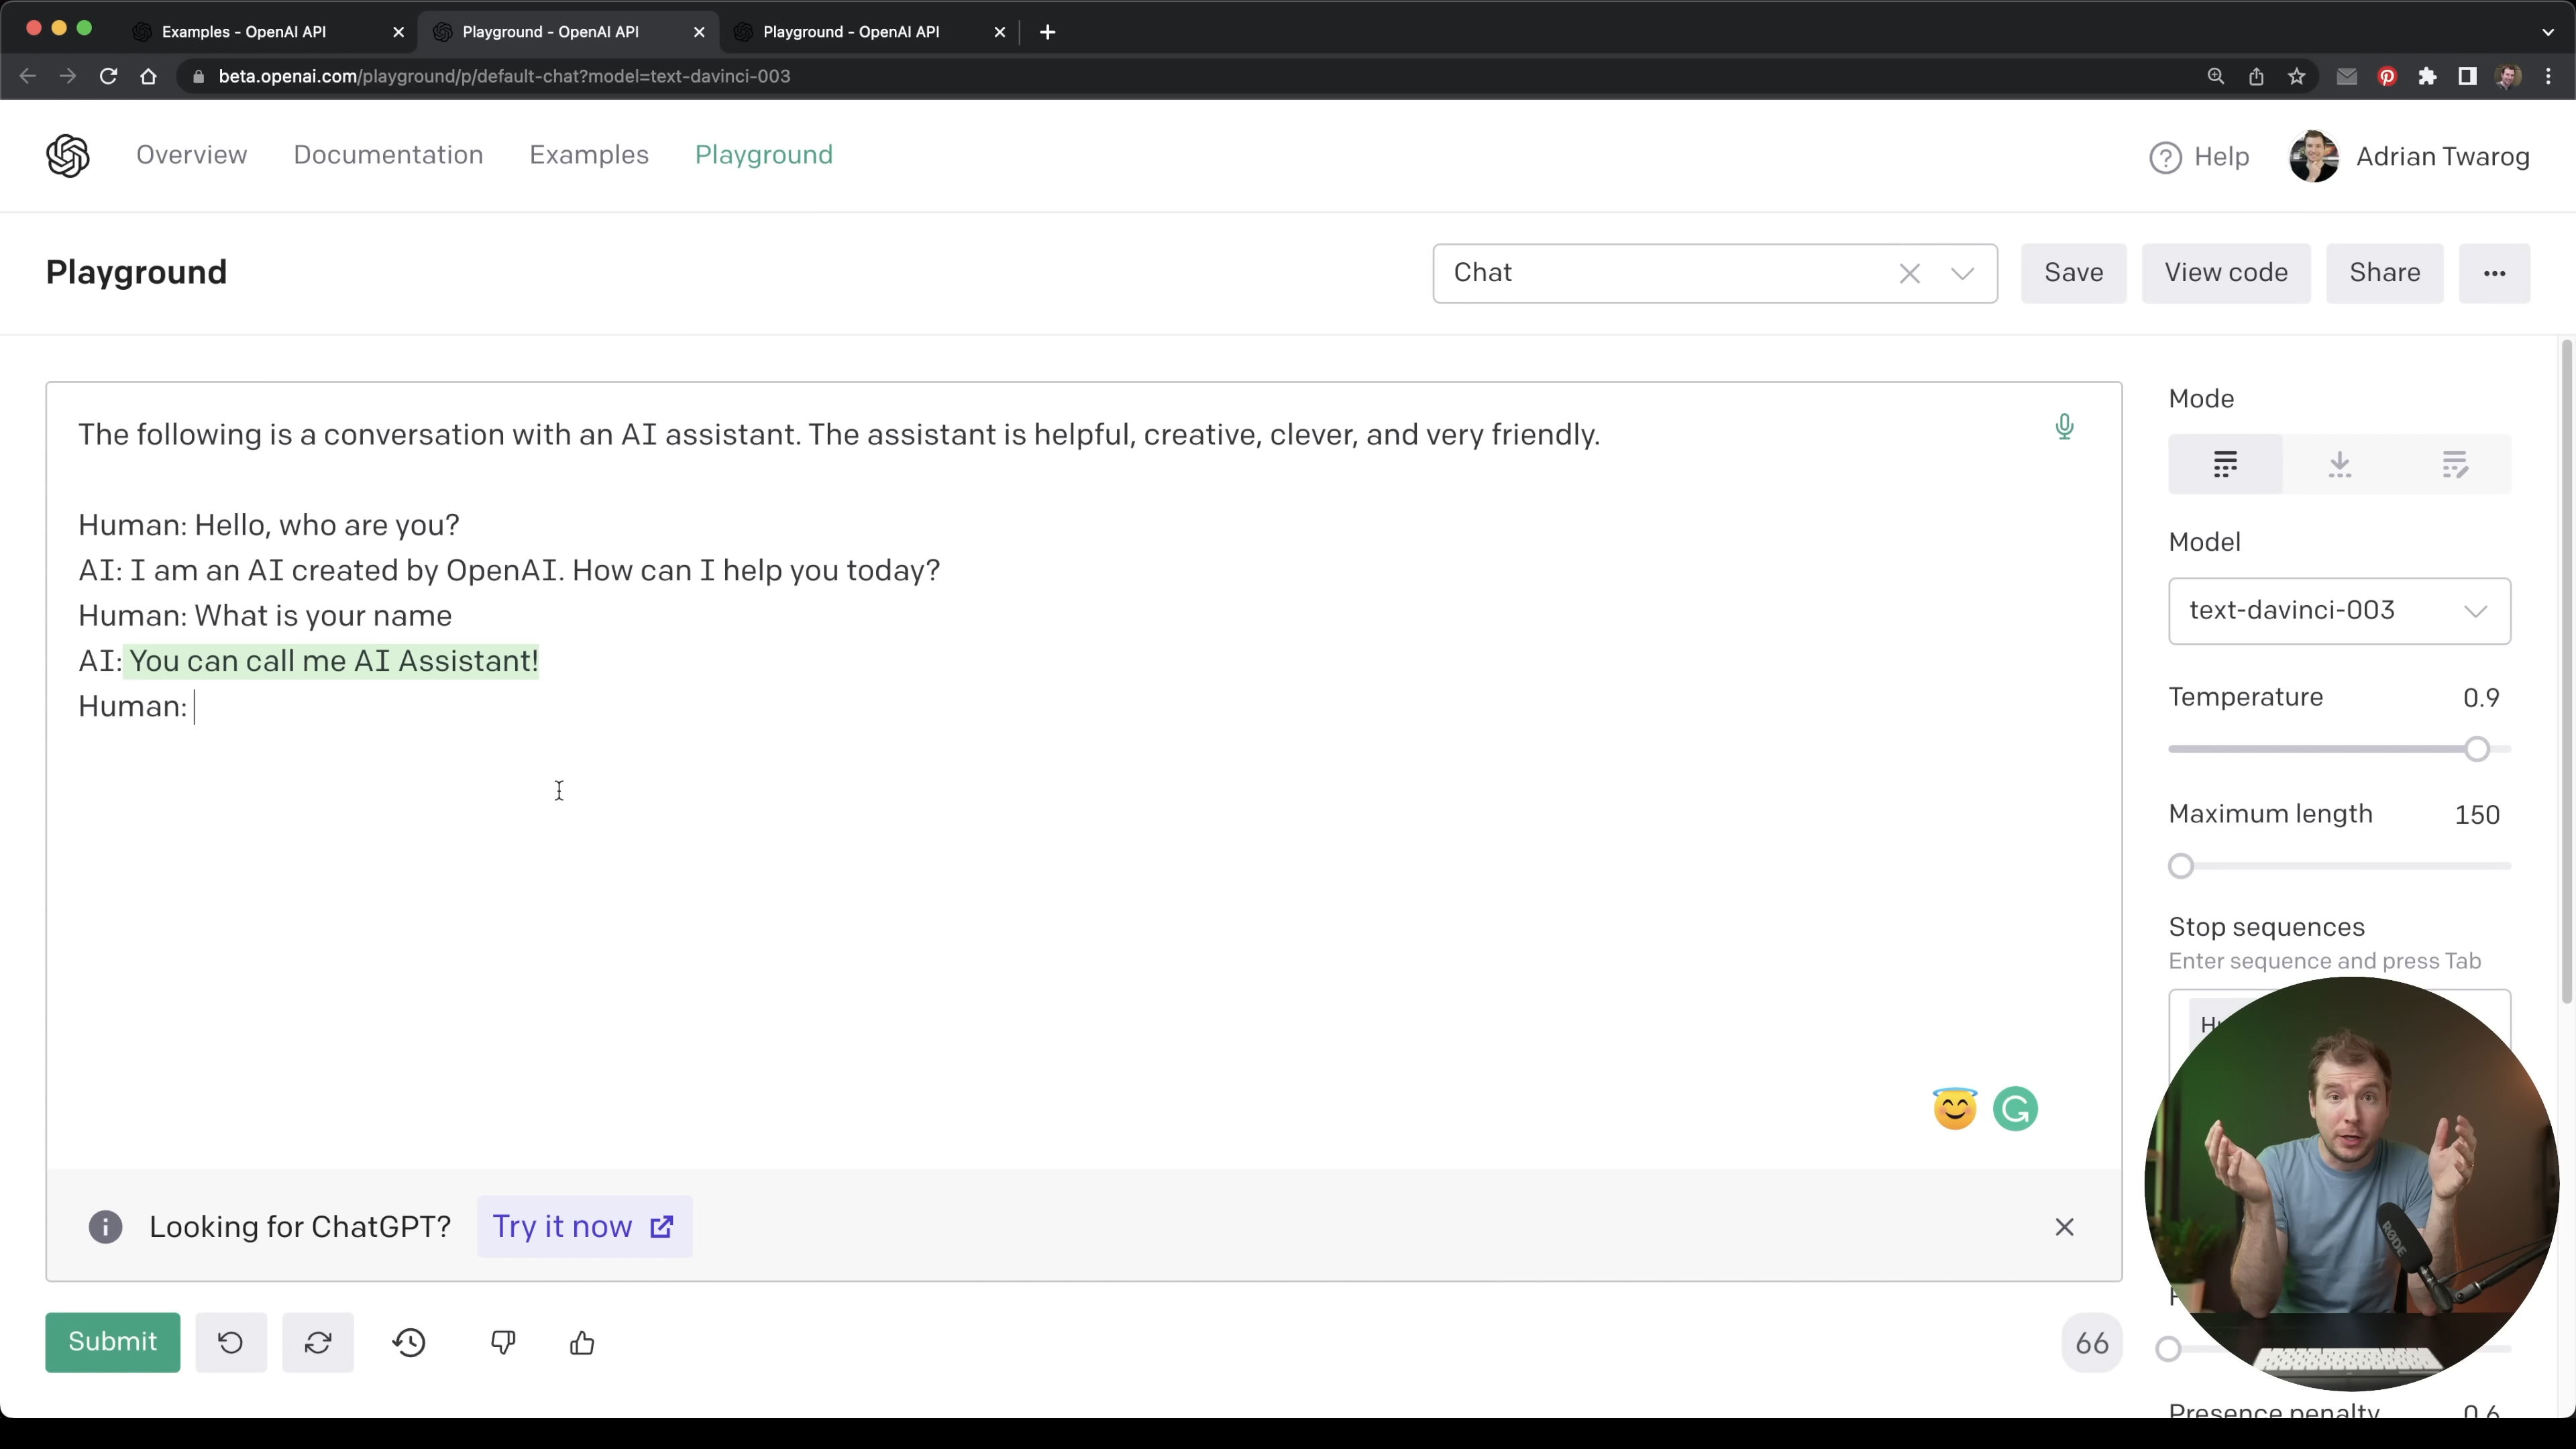 Examples - OpenAI API
Playground - OpenAI API
Playground - OpenAI API
beta.openai.com/playground/p/default-chat?model=text-davinci-003
Overview
Documentation
Examples
Playground
Help
Adrian Twarog
Playground
Chat
Save
View code
Share
The following is a conversation with an AI assistant. The assistant is helpful, creative, clever, and very friendly.
Human: Hello, who are you?
AI: I am an AI created by OpenAI. How can I help you today?
Human: What is your name
AI: You can call me AI Assistant!
Human:
Mode
Model
text-davinci-003
Temperature 0.9
Maximum length 150
Stop sequences
Enter sequence and press Tab
Looking for ChatGPT? Try it now
RØDE
Submit
66
Presence penalty 0.6